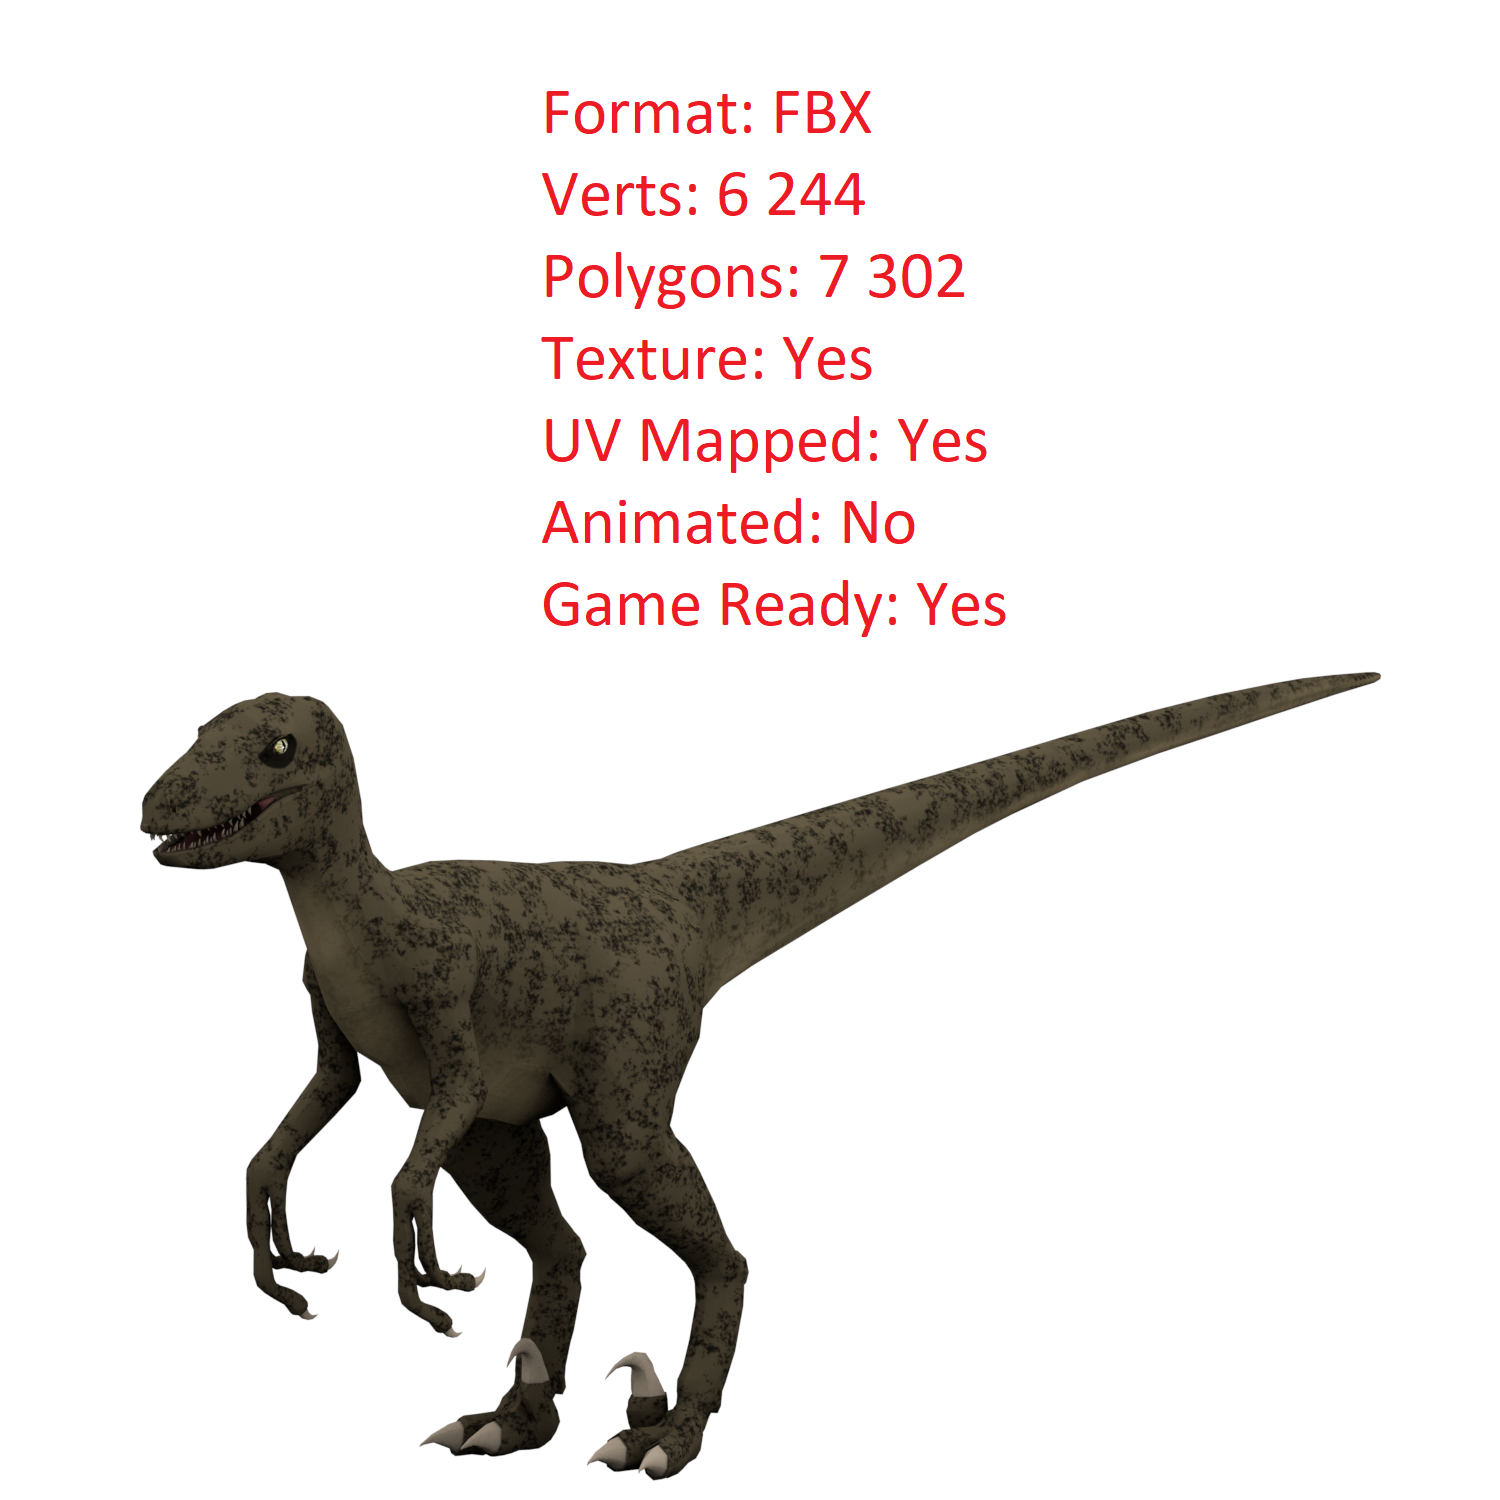 Format: FBX
Verts: 6 244
Polygons: 7 302
Texture: Yes
UV Mapped: Yes
Animated: No
Game Ready: Yes